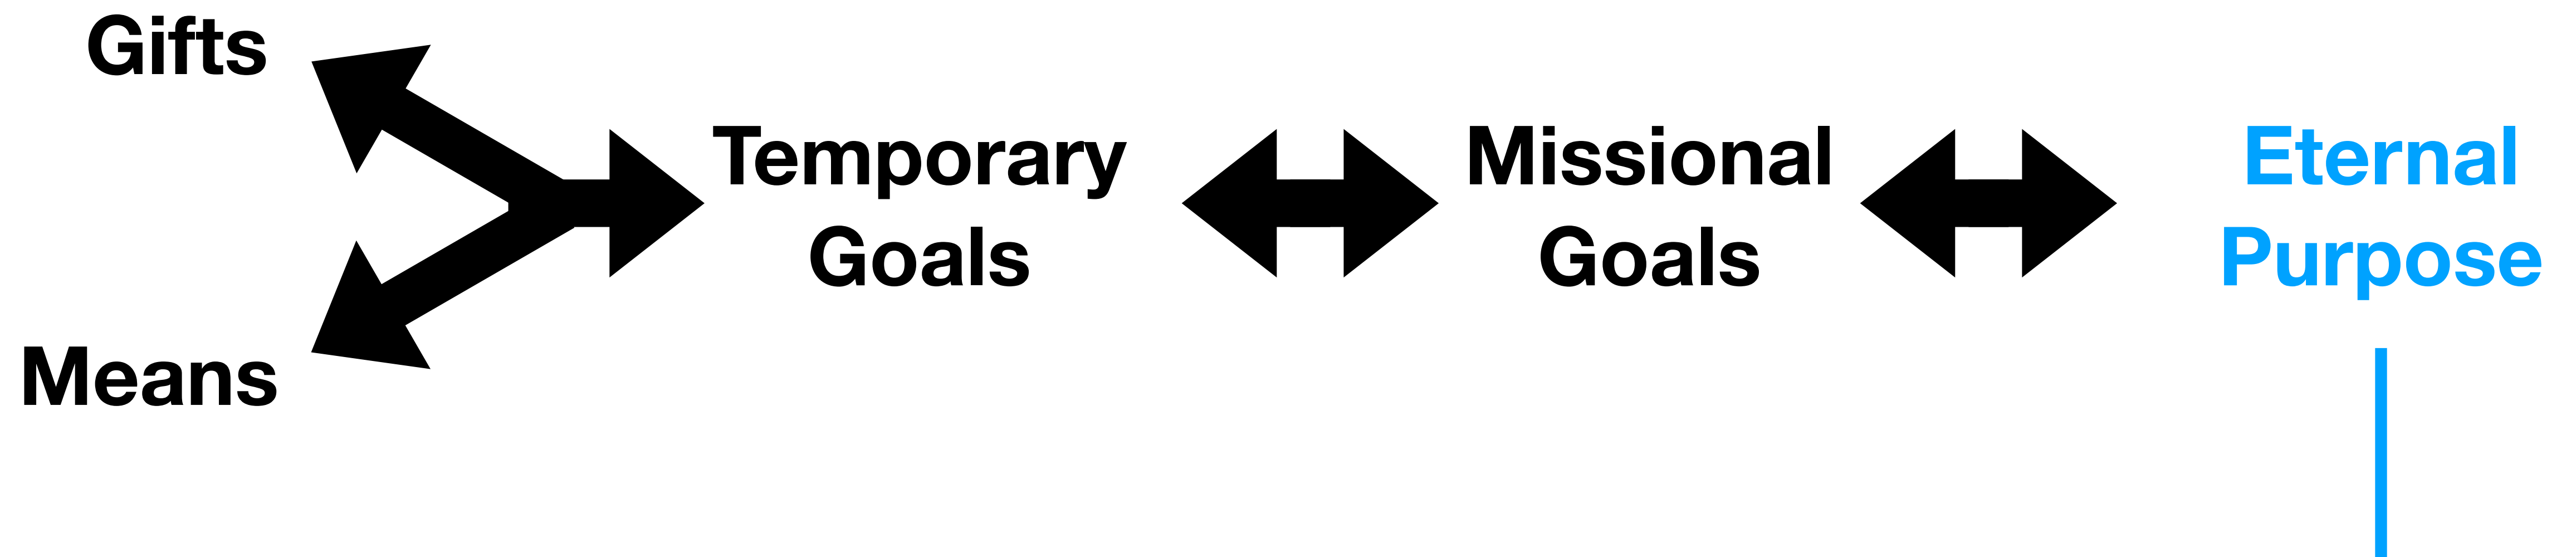 Gifts
Means
Temporary
Goals
Missional
Goals
Eternal
Purpose